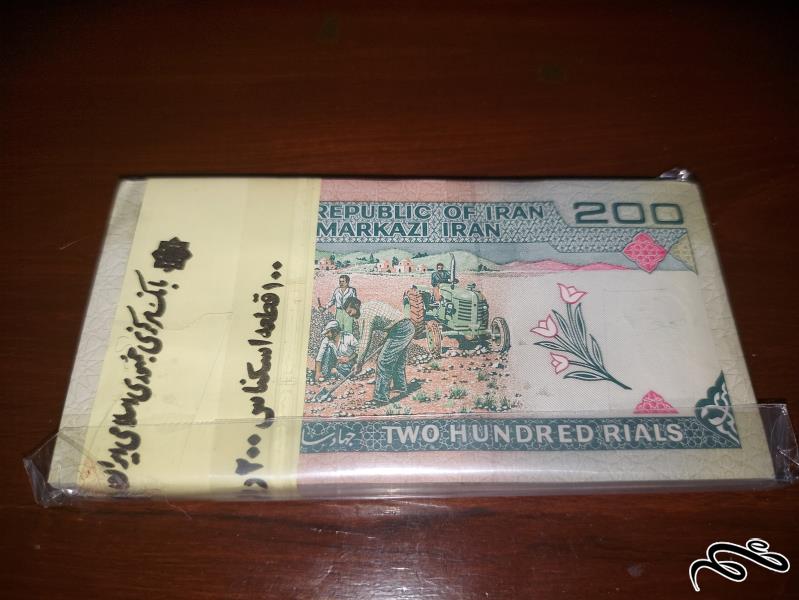 بانک مرکزی جمهوری اسلامی ایران
۱۰۰ قطعه اسکناس ۲۰۰
REPUBLIC OF IRAN
MARKAZI IRAN
200
TWO HUNDRED RIALS